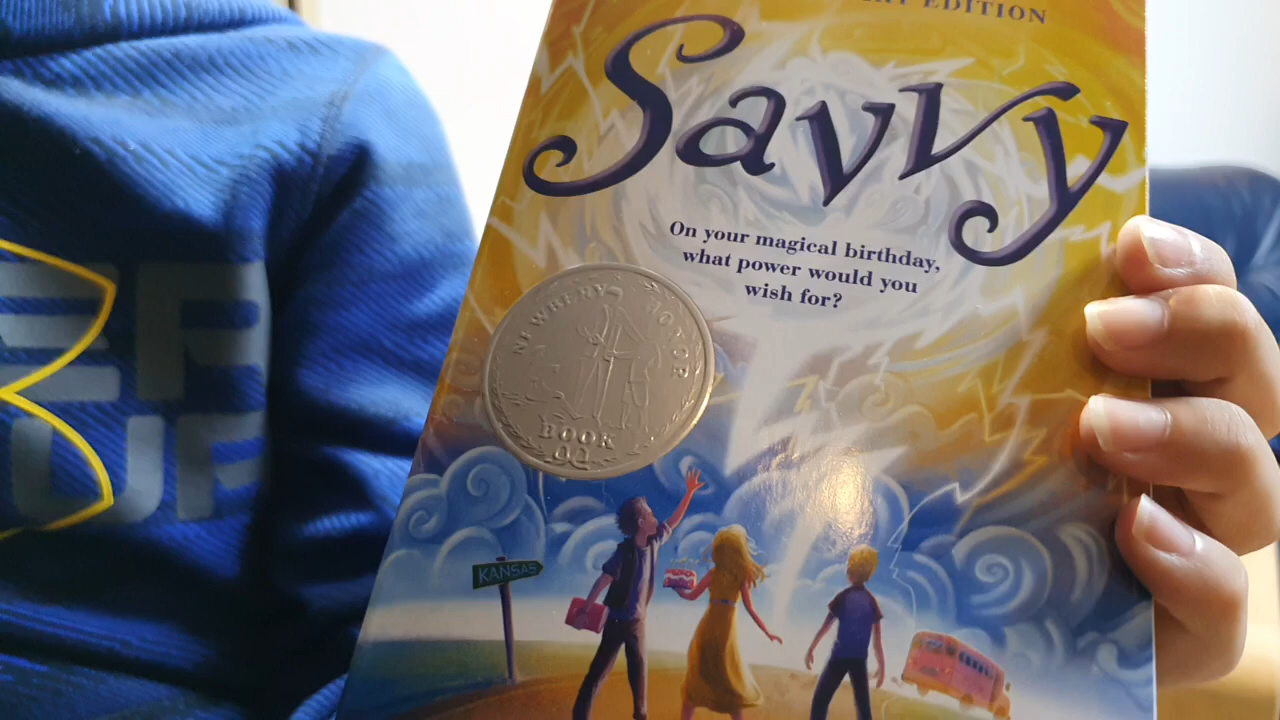 EDITION
Savvy
On your magical birthday,
what power would you
wish for?
NEWBERY HONOR
BOOK
KANSAS